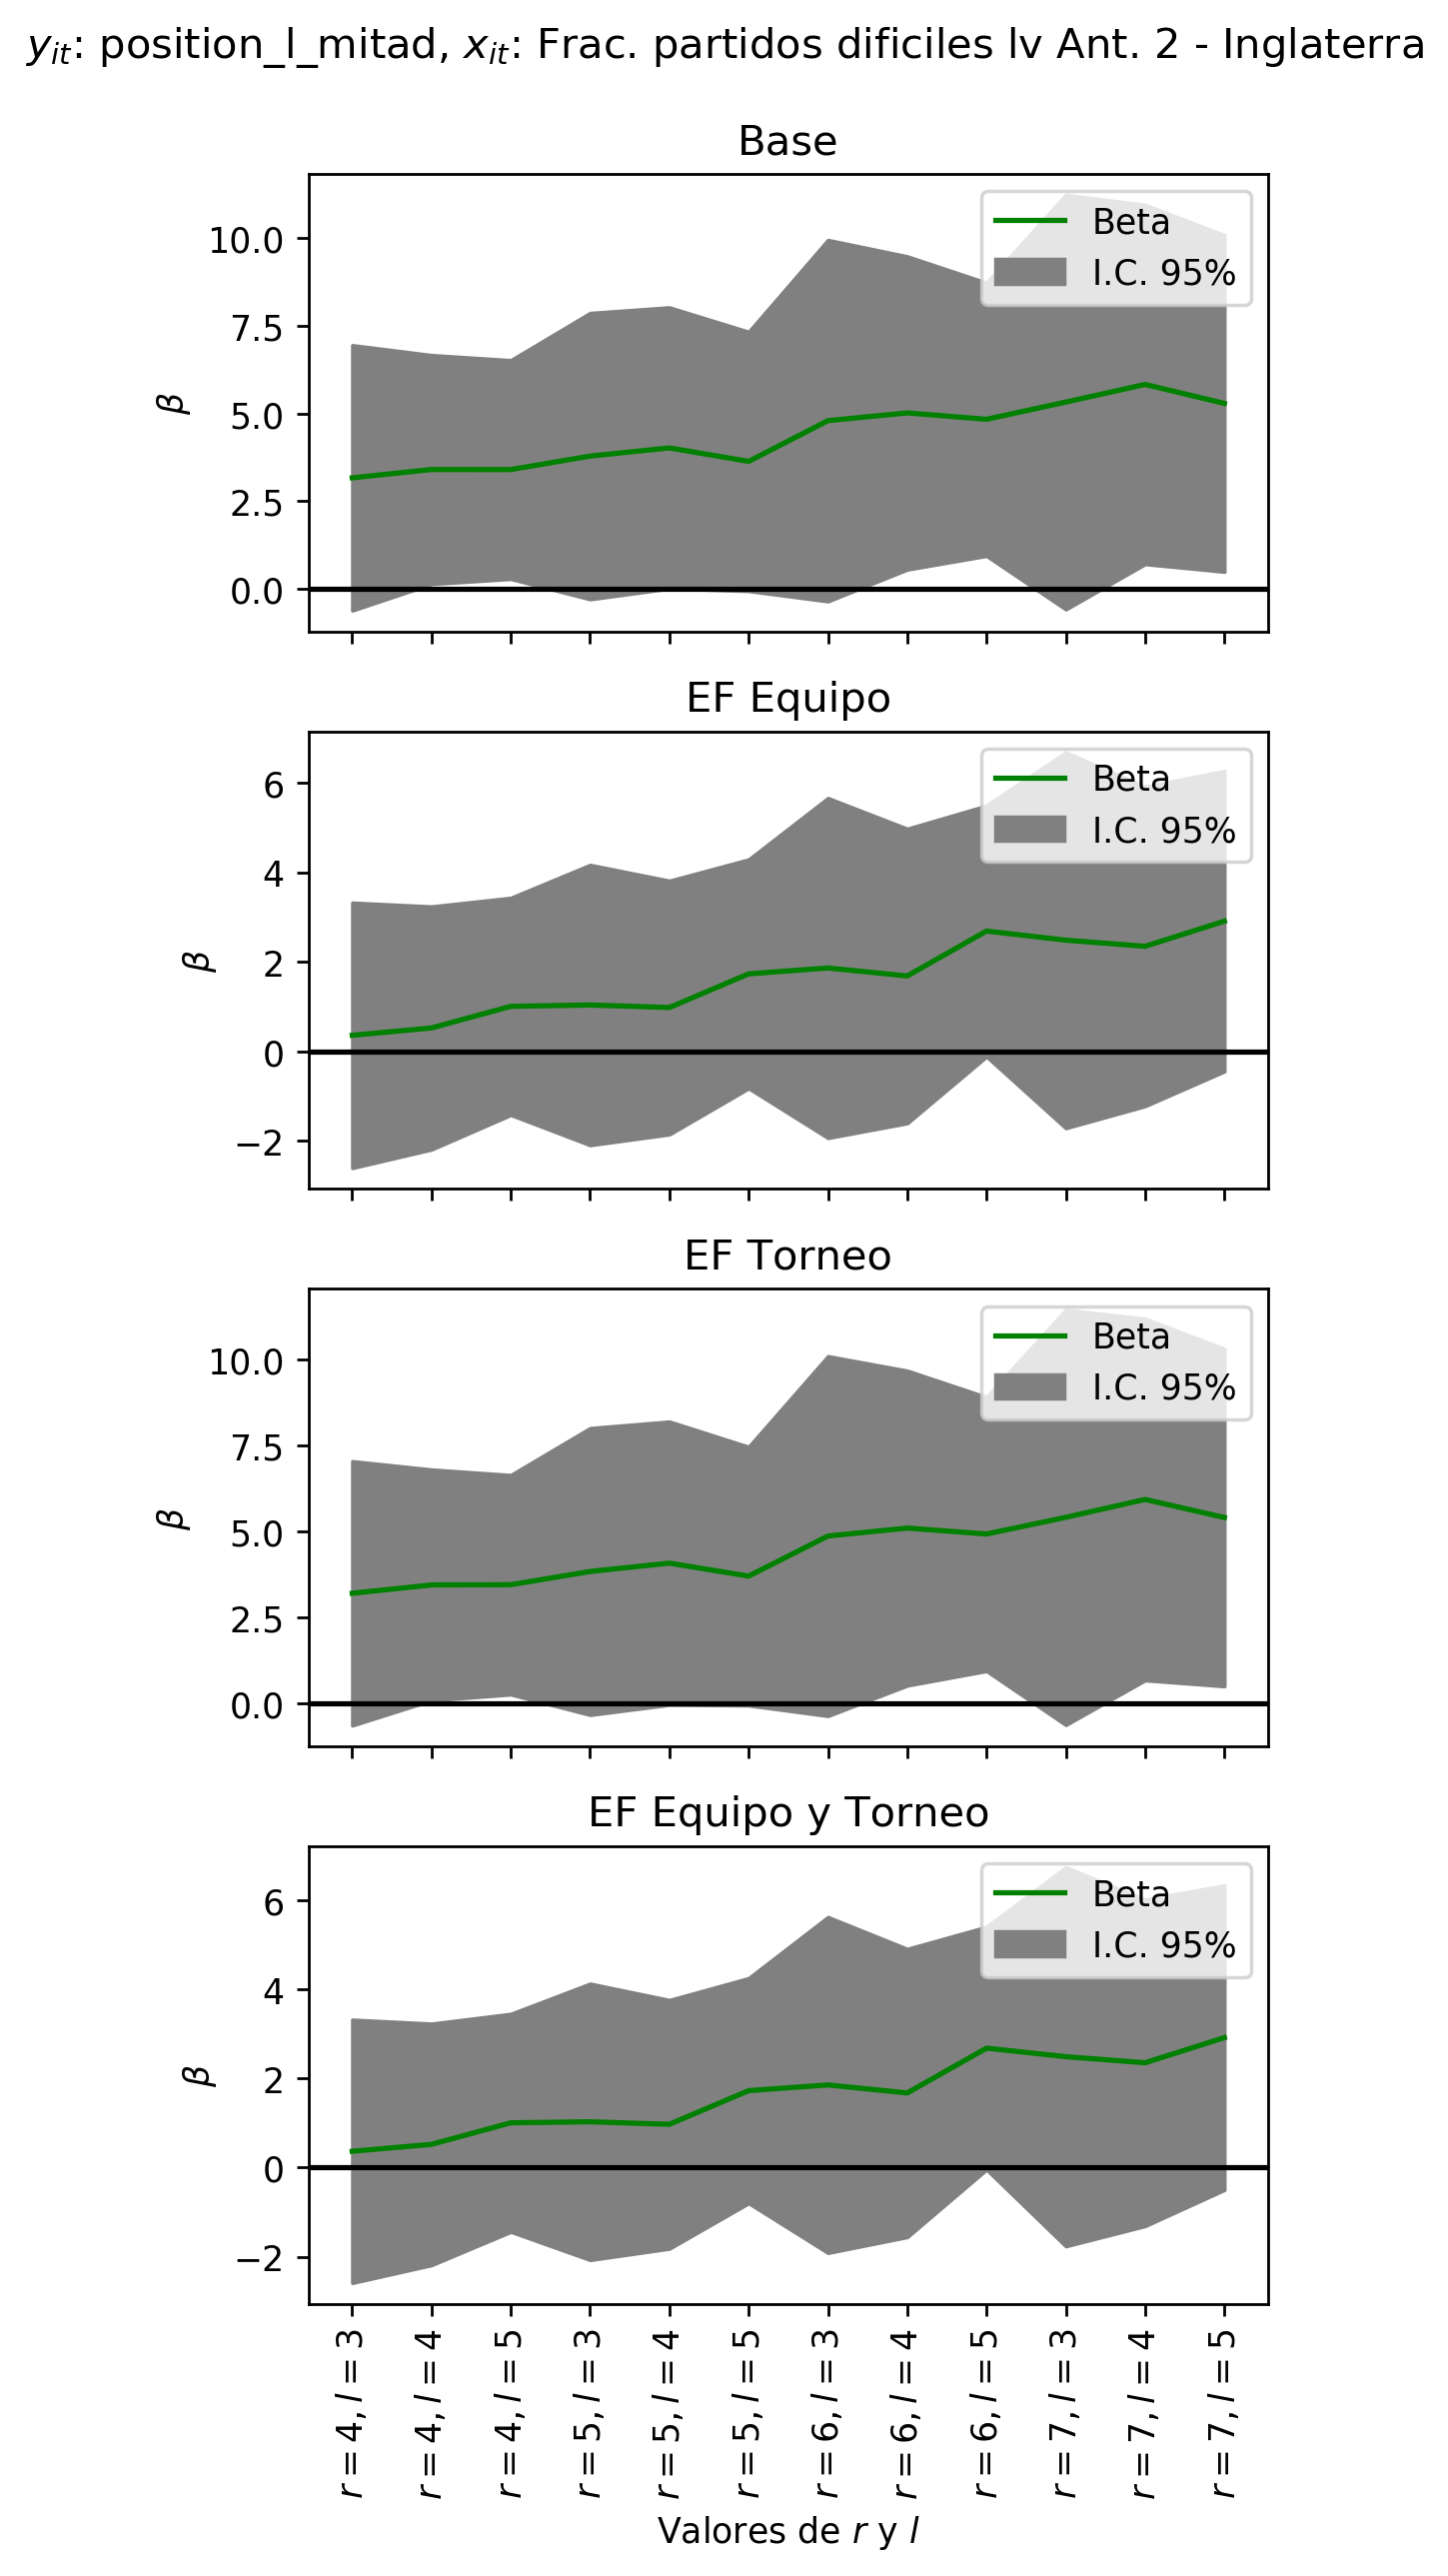 y_{it}: position_l_mitad, x_{it}: Frac. partidos dificiles lv Ant. 2 - Inglaterra
Base
Beta
I.C. 95%
10.0
7.5
5.0
2.5
0.0
β
EF Equipo
Beta
I.C. 95%
6
4
2
0
−2
β
EF Torneo
Beta
I.C. 95%
10.0
7.5
5.0
2.5
0.0
β
EF Equipo y Torneo
Beta
I.C. 95%
6
4
2
0
−2
β
r = 4, l = 3
r = 4, l = 4
r = 4, l = 5
r = 5, l = 3
r = 5, l = 4
r = 5, l = 5
r = 6, l = 3
r = 6, l = 4
r = 6, l = 5
r = 7, l = 3
r = 7, l = 4
r = 7, l = 5
Valores de r y l